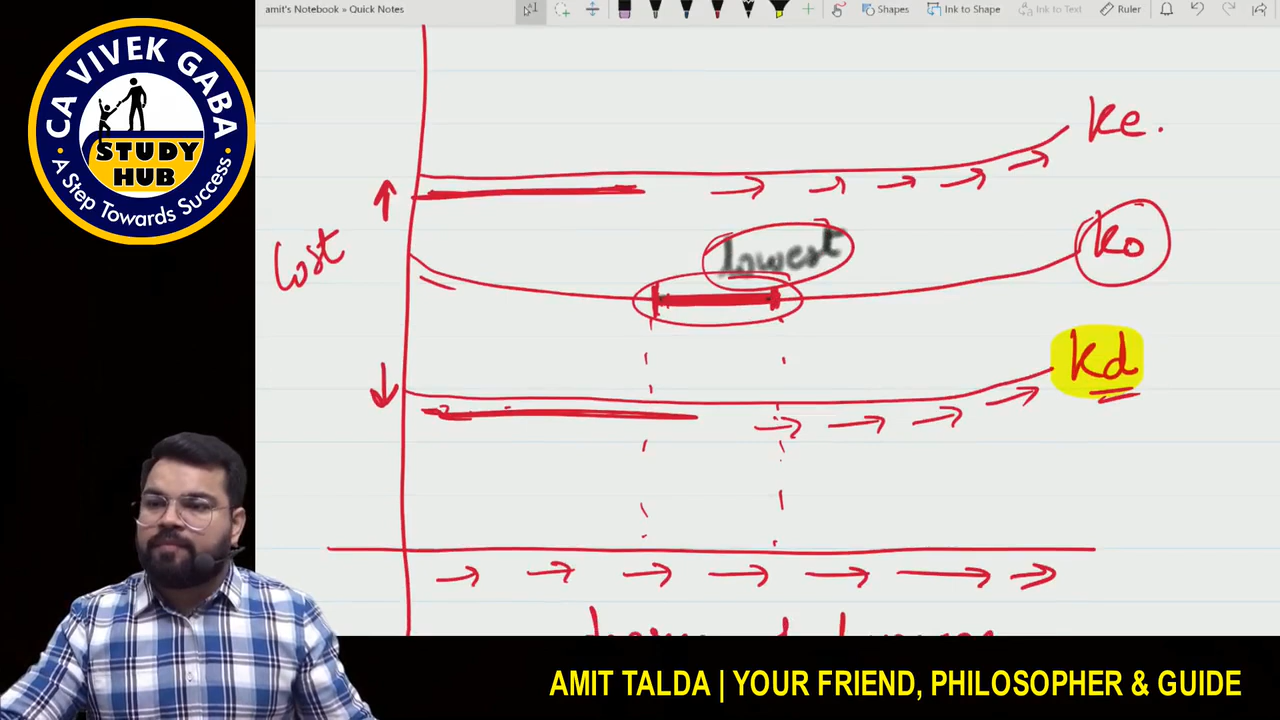 amit's Notebook » Quick Notes
Shapes
Ink to Shape
Ink to Text
Ruler
CA VIVEK GABA
STUDY
HUB
A Step Towards Success
ke.
lowest
ko
Cost
kd
AMIT TALDA | YOUR FRIEND, PHILOSOPHER & GUIDE